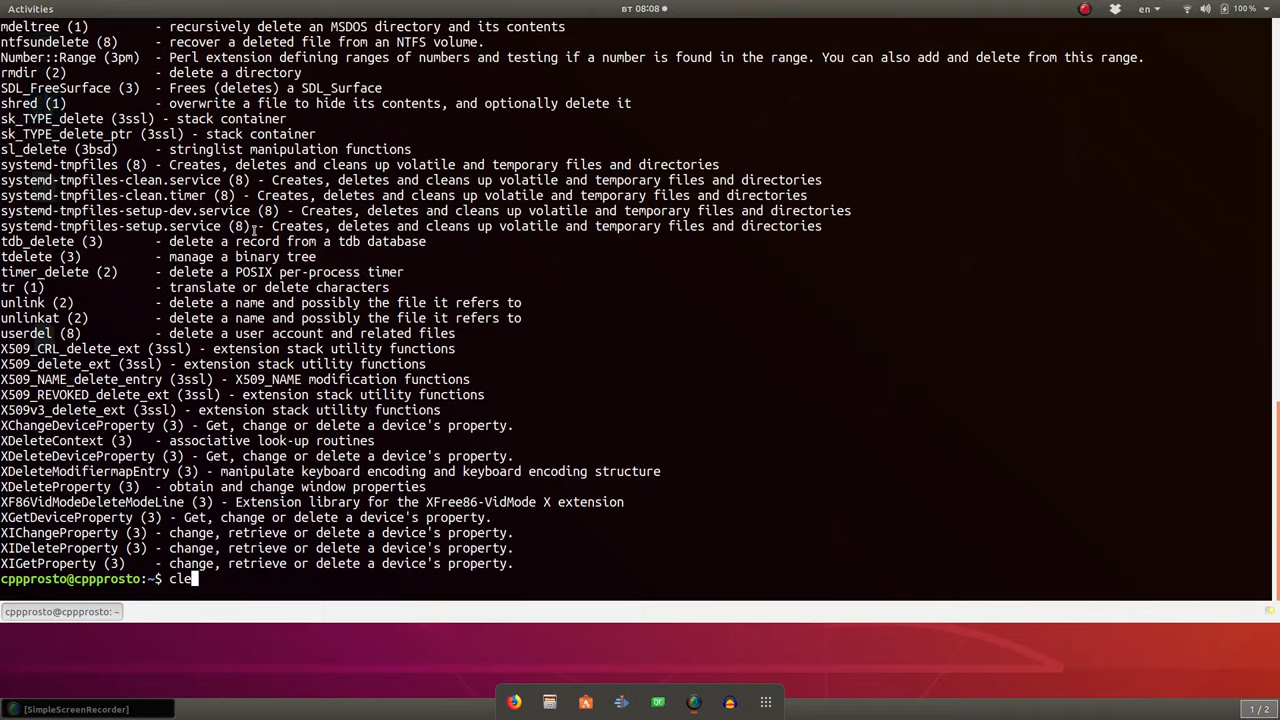 Activities
вт 08:08
en
100 %
mdeltree (1)         - recursively delete an MSDOS directory and its contents
ntfsundelete (8)     - recover a deleted file from an NTFS volume.
Number::Range (3pm)  - Perl extension defining ranges of numbers and testing if a number is found in the range. You can also add and delete from this range.
rmdir (2)            - delete a directory
SDL_FreeSurface (3)  - Frees (deletes) a SDL_Surface
shred (1)            - overwrite a file to hide its contents, and optionally delete it
sk_TYPE_delete (3ssl) - stack container
sk_TYPE_delete_ptr (3ssl) - stack container
sl_delete (3bsd)     - stringlist manipulation functions
systemd-tmpfiles (8) - Creates, deletes and cleans up volatile and temporary files and directories
systemd-tmpfiles-clean.service (8) - Creates, deletes and cleans up volatile and temporary files and directories
systemd-tmpfiles-clean.timer (8) - Creates, deletes and cleans up volatile and temporary files and directories
systemd-tmpfiles-setup-dev.service (8) - Creates, deletes and cleans up volatile and temporary files and directories
systemd-tmpfiles-setup.service (8) - Creates, deletes and cleans up volatile and temporary files and directories
tdb_delete (3)       - delete a record from a tdb database
tdelete (3)          - manage a binary tree
timer_delete (2)     - delete a POSIX per-process timer
tr (1)               - translate or delete characters
unlink (2)           - delete a name and possibly the file it refers to
unlinkat (2)         - delete a name and possibly the file it refers to
userdel (8)          - delete a user account and related files
X509_CRL_delete_ext (3ssl) - extension stack utility functions
X509_delete_ext (3ssl) - extension stack utility functions
X509_NAME_delete_entry (3ssl) - X509_NAME modification functions
X509_REVOKED_delete_ext (3ssl) - extension stack utility functions
X509v3_delete_ext (3ssl) - extension stack utility functions
XChangeDeviceProperty (3) - Get, change or delete a device's property.
XDeleteContext (3)   - associative look-up routines
XDeleteDeviceProperty (3) - Get, change or delete a device's property.
XDeleteModifiermapEntry (3) - manipulate keyboard encoding and keyboard encoding structure
XDeleteProperty (3)  - obtain and change window properties
XF86VidModeDeleteModeLine (3) - Extension library for the XFree86-VidMode X extension
XGetDeviceProperty (3) - Get, change or delete a device's property.
XIChangeProperty (3) - change, retrieve or delete a device's property.
XIDeleteProperty (3) - change, retrieve or delete a device's property.
XIGetProperty (3)    - change, retrieve or delete a device's property.
cppprosto@cppprosto:~$ cle
cppprosto@cppprosto: ~
[SimpleScreenRecorder]
1 / 2